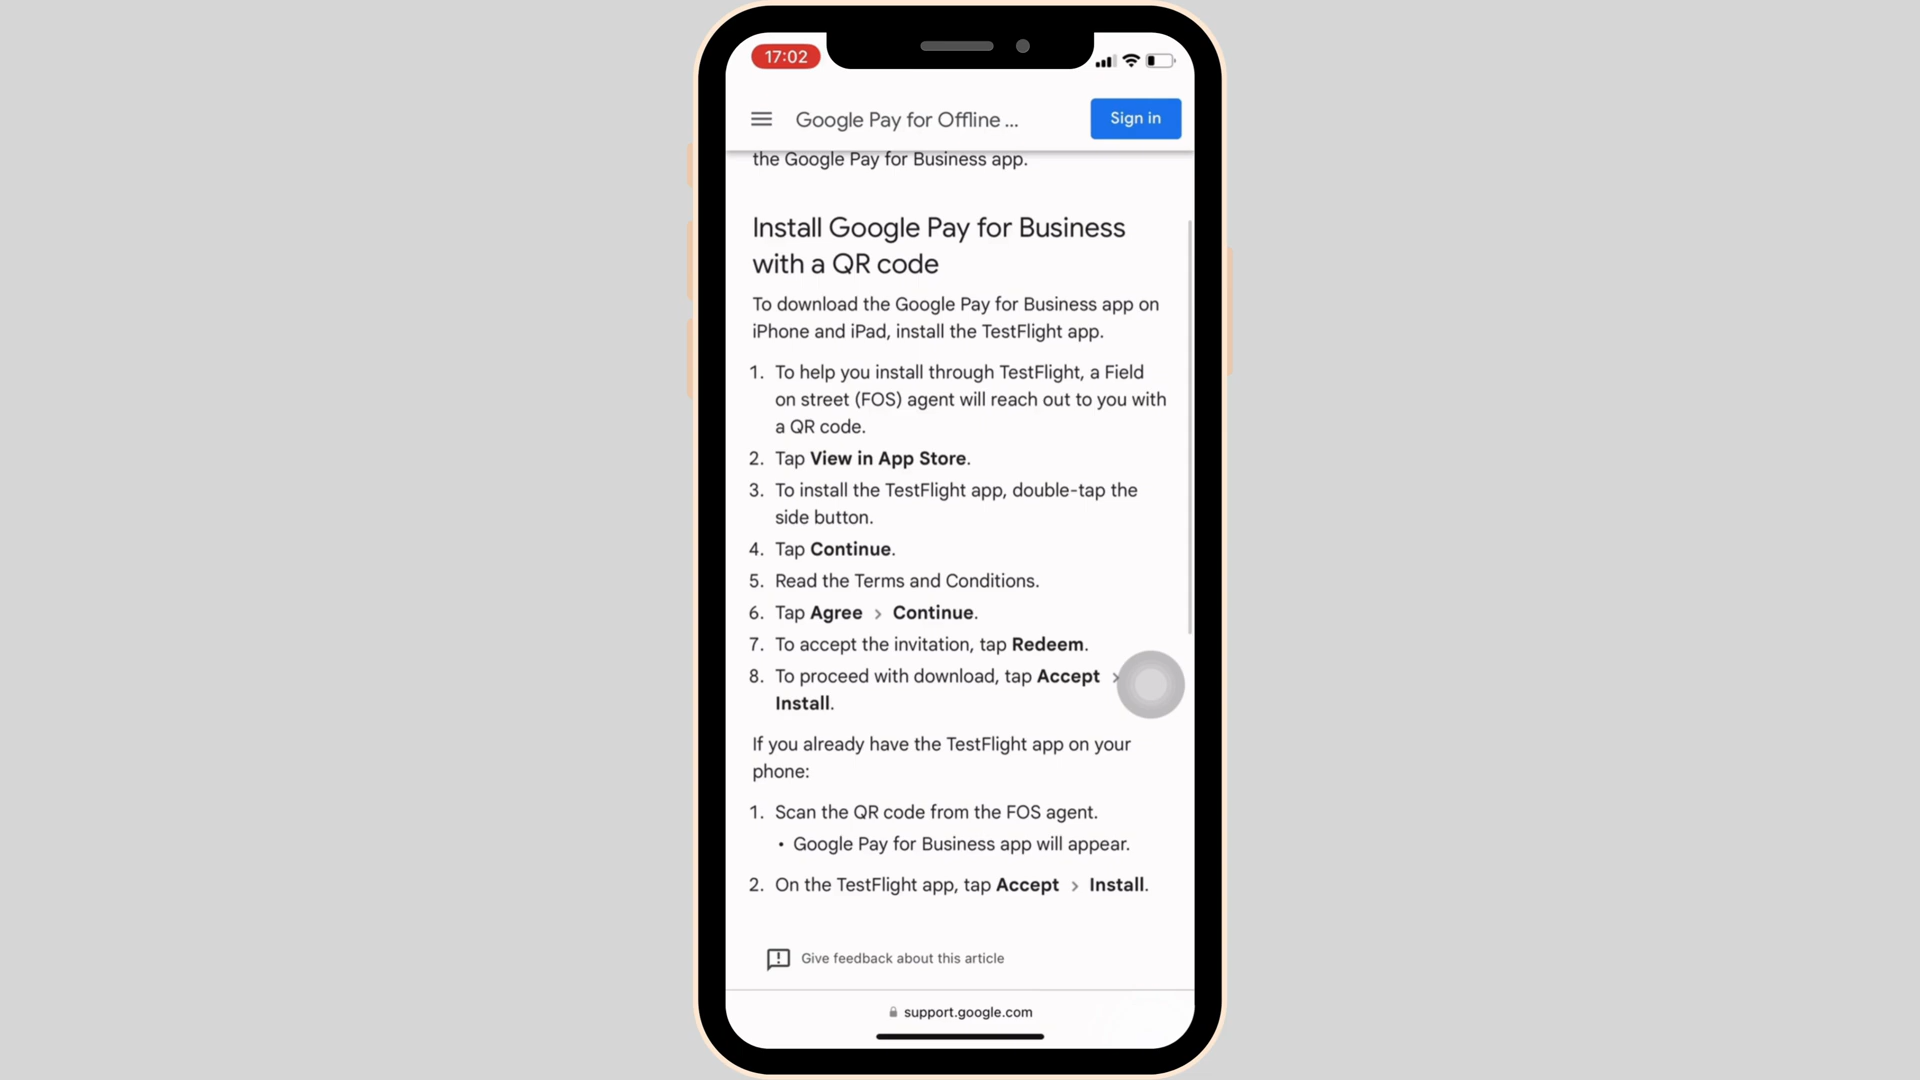 17:02
Google Pay for Offline ...
Sign in
the Google Pay for Business app.
Install Google Pay for Business
with a QR code
To download the Google Pay for Business app on
iPhone and iPad, install the TestFlight app.
1. To help you install through TestFlight, a Field
on street (FOS) agent will reach out to you with
a QR code.
2. Tap View in App Store.
3. To install the TestFlight app, double-tap the
side button.
4. Tap Continue.
5. Read the Terms and Conditions.
6. Tap Agree > Continue.
7. To accept the invitation, tap Redeem.
8. To proceed with download, tap Accept >
Install.
If you already have the TestFlight app on your
phone:
1. Scan the QR code from the FOS agent.
• Google Pay for Business app will appear.
2. On the TestFlight app, tap Accept > Install.
Give feedback about this article
support.google.com